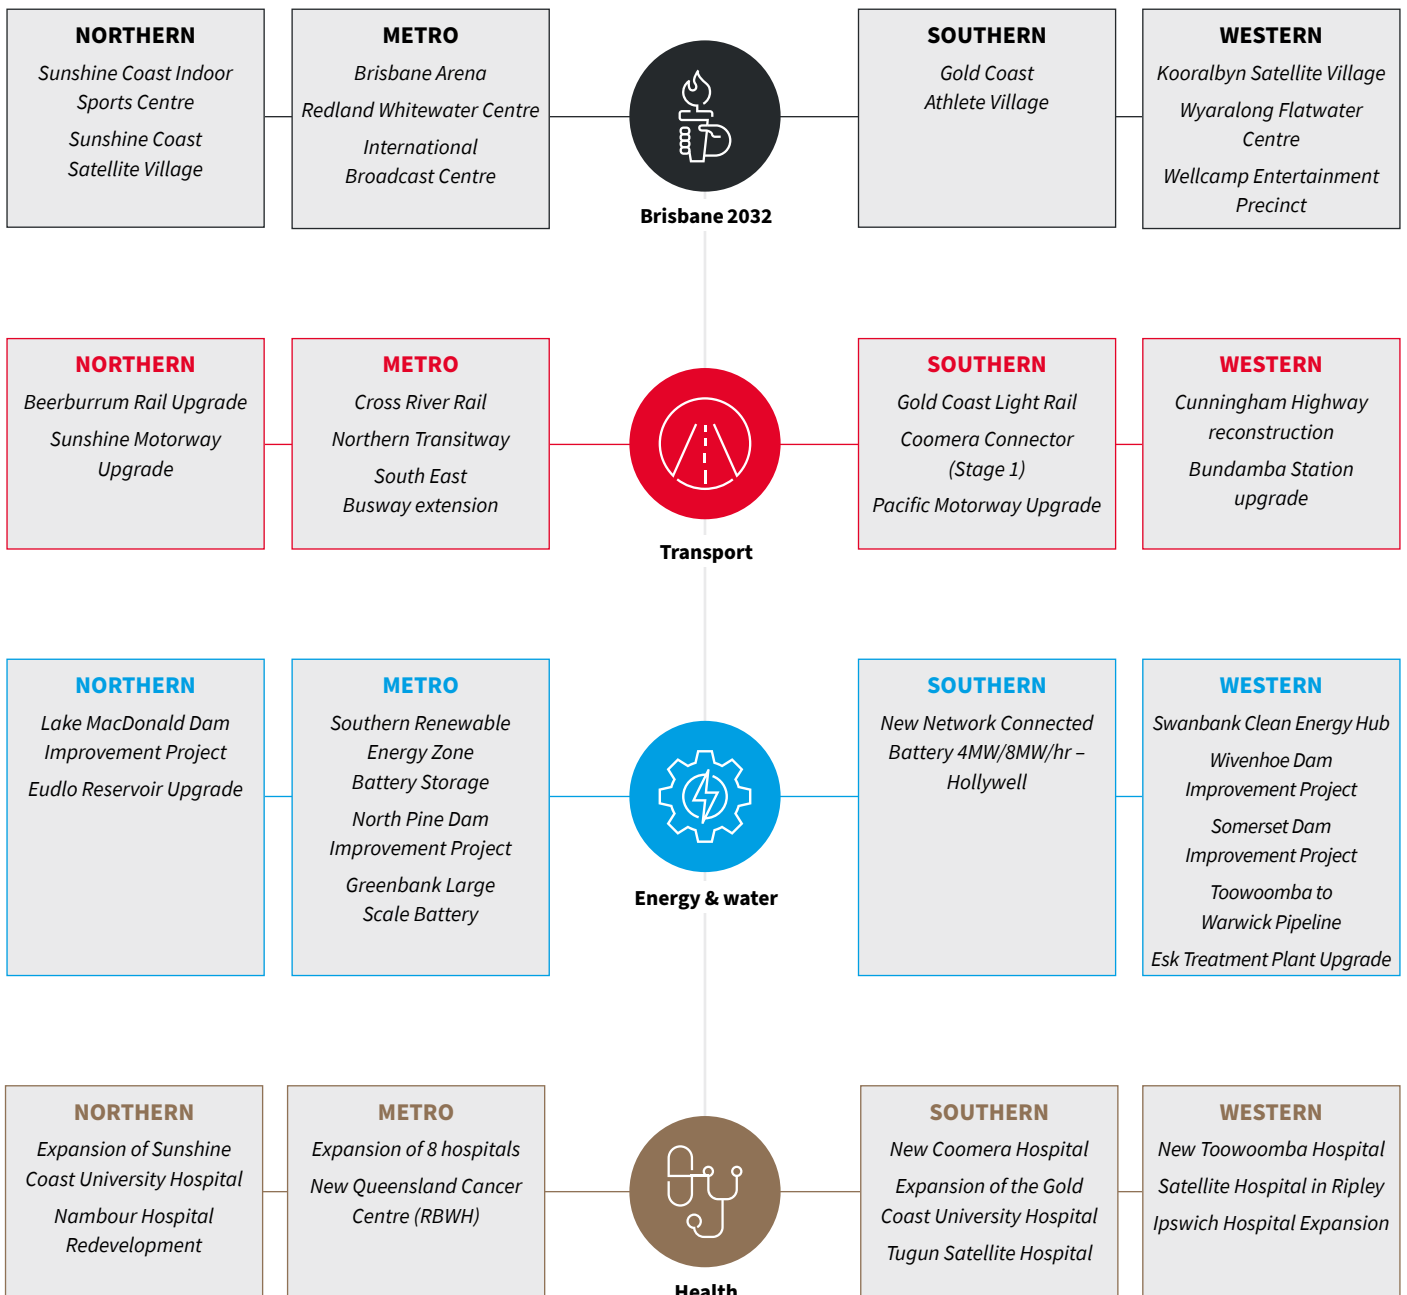 NORTHERN
Sunshine Coast Indoor
Sports Centre
Sunshine Coast
Satellite Village
METRO
Brisbane Arena
Redland Whitewater Centre
International
Broadcast Centre
Brisbane 2032
SOUTHERN
Gold Coast
Athlete Village
WESTERN
Kooralbyn Satellite Village
Wyaralong Flatwater
Centre
Wellcamp Entertainment
Precinct
NORTHERN
Beerburrum Rail Upgrade
Sunshine Motorway
Upgrade
METRO
Cross River Rail
Northern Transitway
South East
Busway extension
Transport
SOUTHERN
Gold Coast Light Rail
Coomera Connector
(Stage 1)
Pacific Motorway Upgrade
WESTERN
Cunningham Highway
reconstruction
Bundamba Station
upgrade
NORTHERN
Lake MacDonald Dam
Improvement Project
Eudlo Reservoir Upgrade
METRO
Southern Renewable
Energy Zone
Battery Storage
North Pine Dam
Improvement Project
Greenbank Large
Scale Battery
Energy & water
SOUTHERN
New Network Connected
Battery 4MW/8MW/hr –
Hollywell
WESTERN
Swanbank Clean Energy Hub
Wivenhoe Dam
Improvement Project
Somerset Dam
Improvement Project
Toowoomba to
Warwick Pipeline
Esk Treatment Plant Upgrade
NORTHERN
Expansion of Sunshine
Coast University Hospital
Nambour Hospital
Redevelopment
METRO
Expansion of 8 hospitals
New Queensland Cancer
Centre (RBWH)
Health
SOUTHERN
New Coomera Hospital
Expansion of the Gold
Coast University Hospital
Tugun Satellite Hospital
WESTERN
New Toowoomba Hospital
Satellite Hospital in Ripley
Ipswich Hospital Expansion